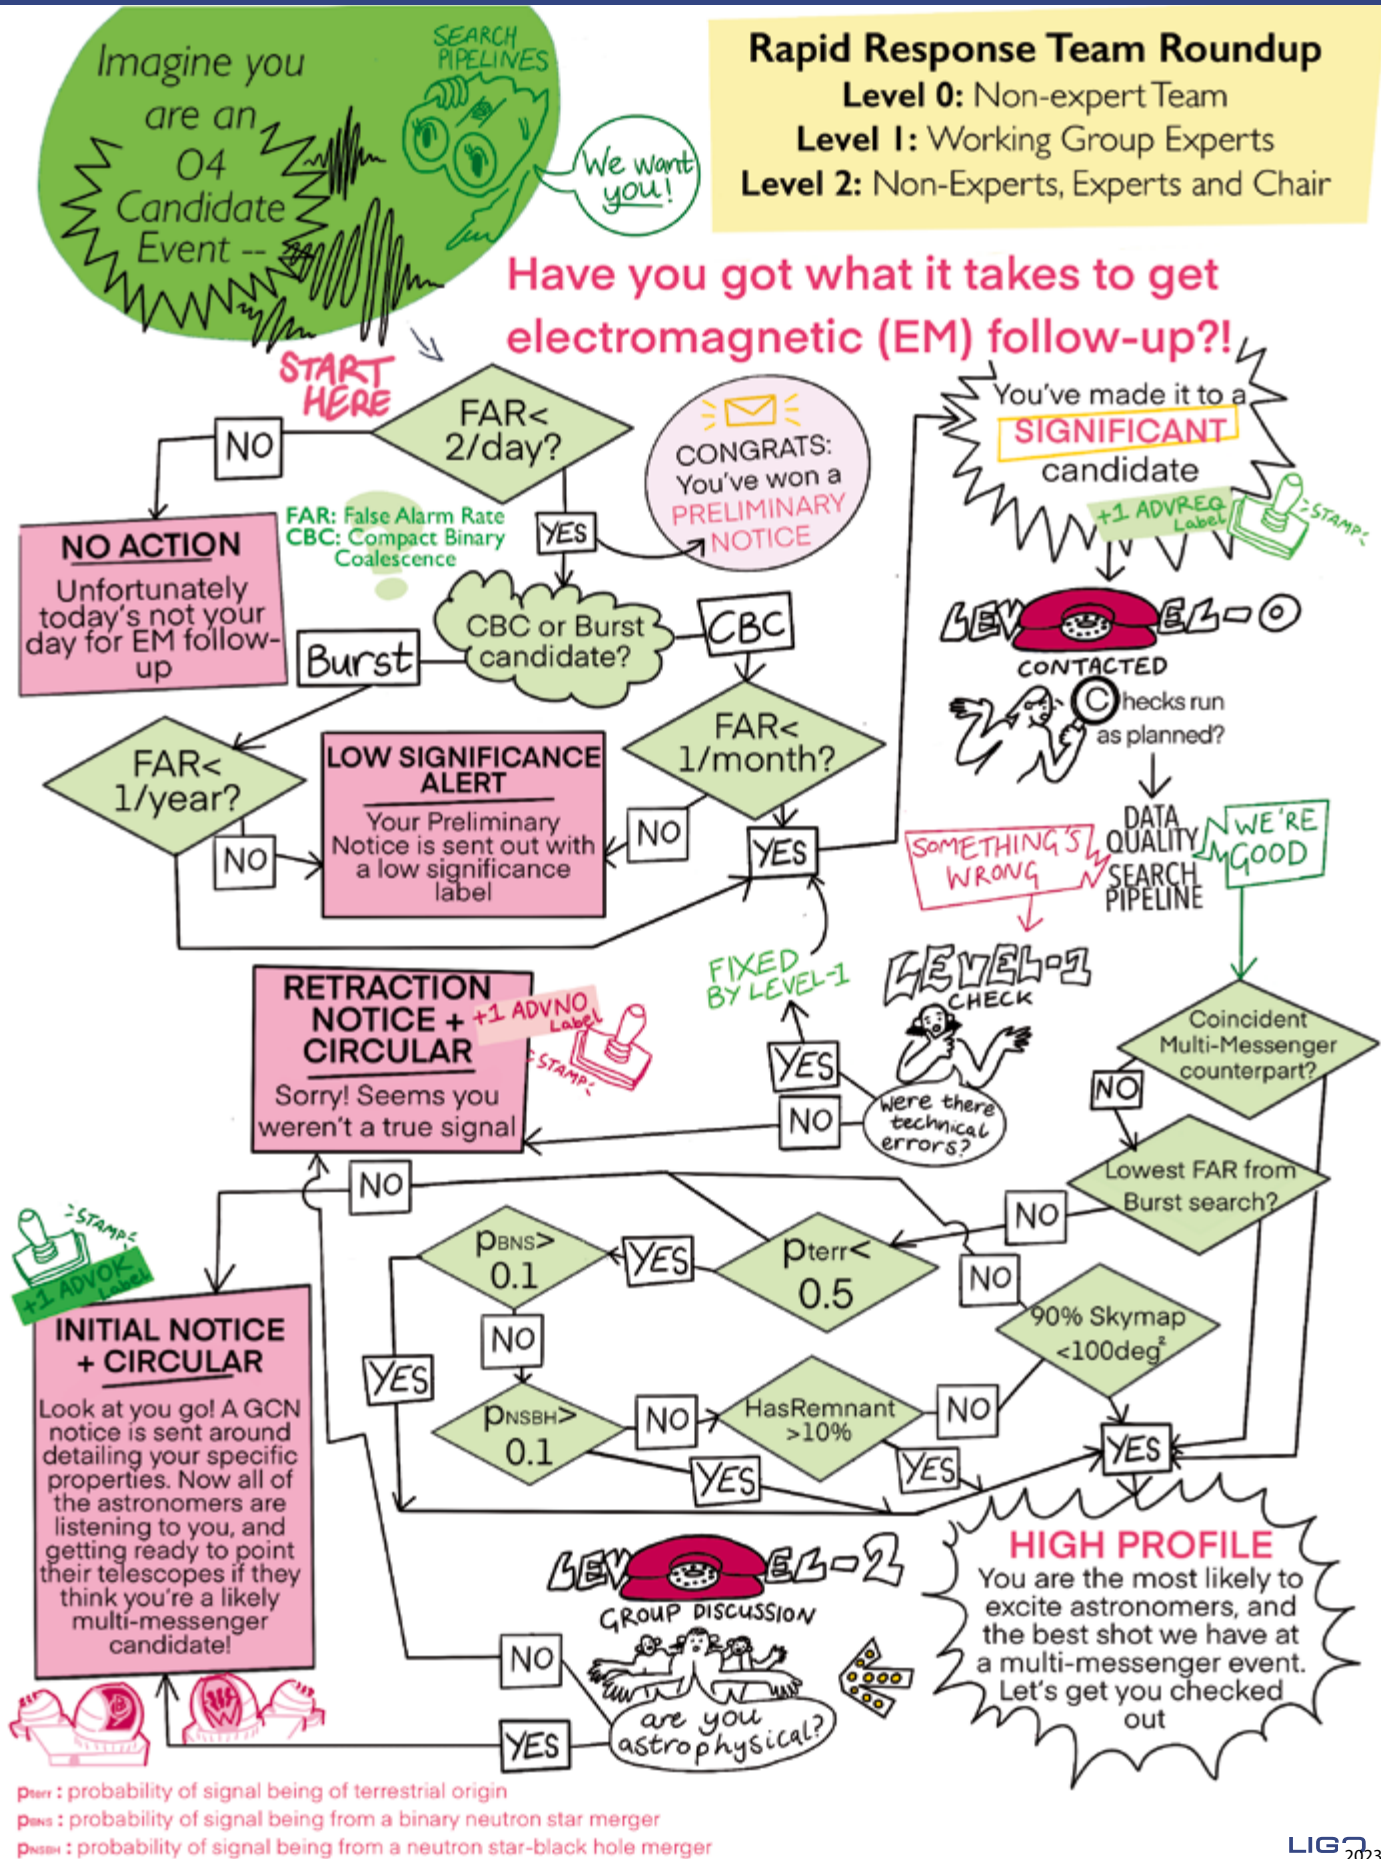 Imagine you
are an
O4
Candidate
Event --
SEARCH
PIPELINES
We want
you!
Rapid Response Team Roundup
Level 0: Non-expert Team
Level 1: Working Group Experts
Level 2: Non-Experts, Experts and Chair
Have you got what it takes to get
electromagnetic (EM) follow-up?!
START
HERE
FAR<
2/day?
NO
YES
CONGRATS:
You've won a
PRELIMINARY
NOTICE
You've made it to a
SIGNIFICANT
candidate
+1 ADVREQ
Label
STAMP
NO ACTION
Unfortunately
today's not your
day for EM follow-
up
FAR: False Alarm Rate
CBC: Compact Binary
Coalescence
CBC or Burst
candidate?
Burst
CBC
LEVEL-0
CONTACTED
Checks run
as planned?
FAR<
1/year?
NO
LOW SIGNIFICANCE
ALERT
Your Preliminary
Notice is sent out with
a low significance
label
FAR<
1/month?
NO
YES
SOMETHING'S
WRONG
DATA
QUALITY
SEARCH
PIPELINE
WE'RE
GOOD
FIXED
BY LEVEL-1
LEVEL-1
CHECK
were there
technical
errors?
YES
NO
RETRACTION
NOTICE +
CIRCULAR
Sorry! Seems you
weren't a true signal
+1 ADVNO
Label
STAMP
Coincident
Multi-Messenger
counterpart?
NO
Lowest FAR from
Burst search?
NO
NO
pBNS>
0.1
YES
pterr<
0.5
NO
90% Skymap
<100deg²
NO
YES
pNSBH>
0.1
NO
HasRemnant
>10%
NO
YES
YES
YES
STAMP
+1 ADVOK
Label
INITIAL NOTICE
+ CIRCULAR
Look at you go! A GCN
notice is sent around
detailing your specific
properties. Now all of
the astronomers are
listening to you, and
getting ready to point
their telescopes if they
think you're a likely
multi-messenger
candidate!
HIGH PROFILE
You are the most likely to
excite astronomers, and
the best shot we have at
a multi-messenger event.
Let's get you checked
out
LEVEL-2
GROUP DISCUSSION
are you
astrophysical?
NO
YES
pterr : probability of signal being of terrestrial origin
pBNS : probability of signal being from a binary neutron star merger
pNSBH : probability of signal being from a neutron star-black hole merger
LIGO
2023